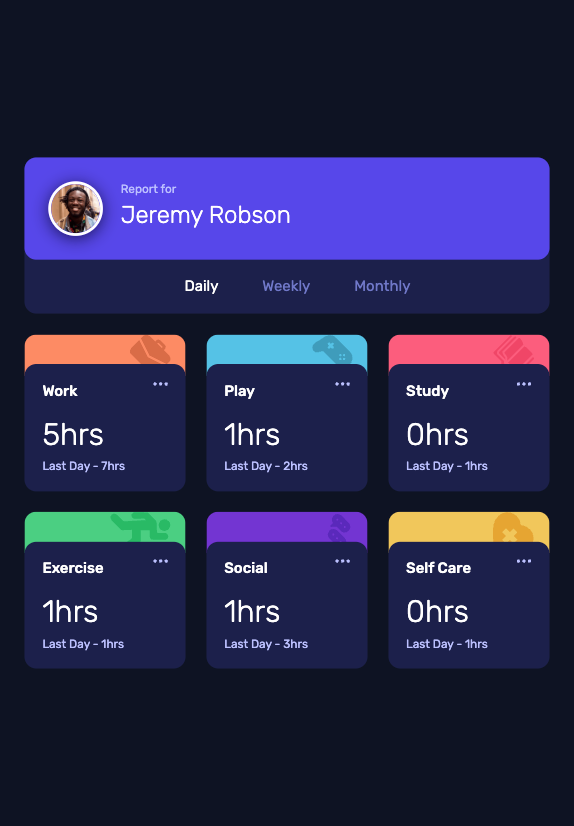 Report for
Jeremy Robson
Daily Weekly Monthly
Work
5hrs
Last Day - 7hrs
Play
1hrs
Last Day - 2hrs
Study
0hrs
Last Day - 1hrs
Exercise
1hrs
Last Day - 1hrs
Social
1hrs
Last Day - 3hrs
Self Care
0hrs
Last Day - 1hrs